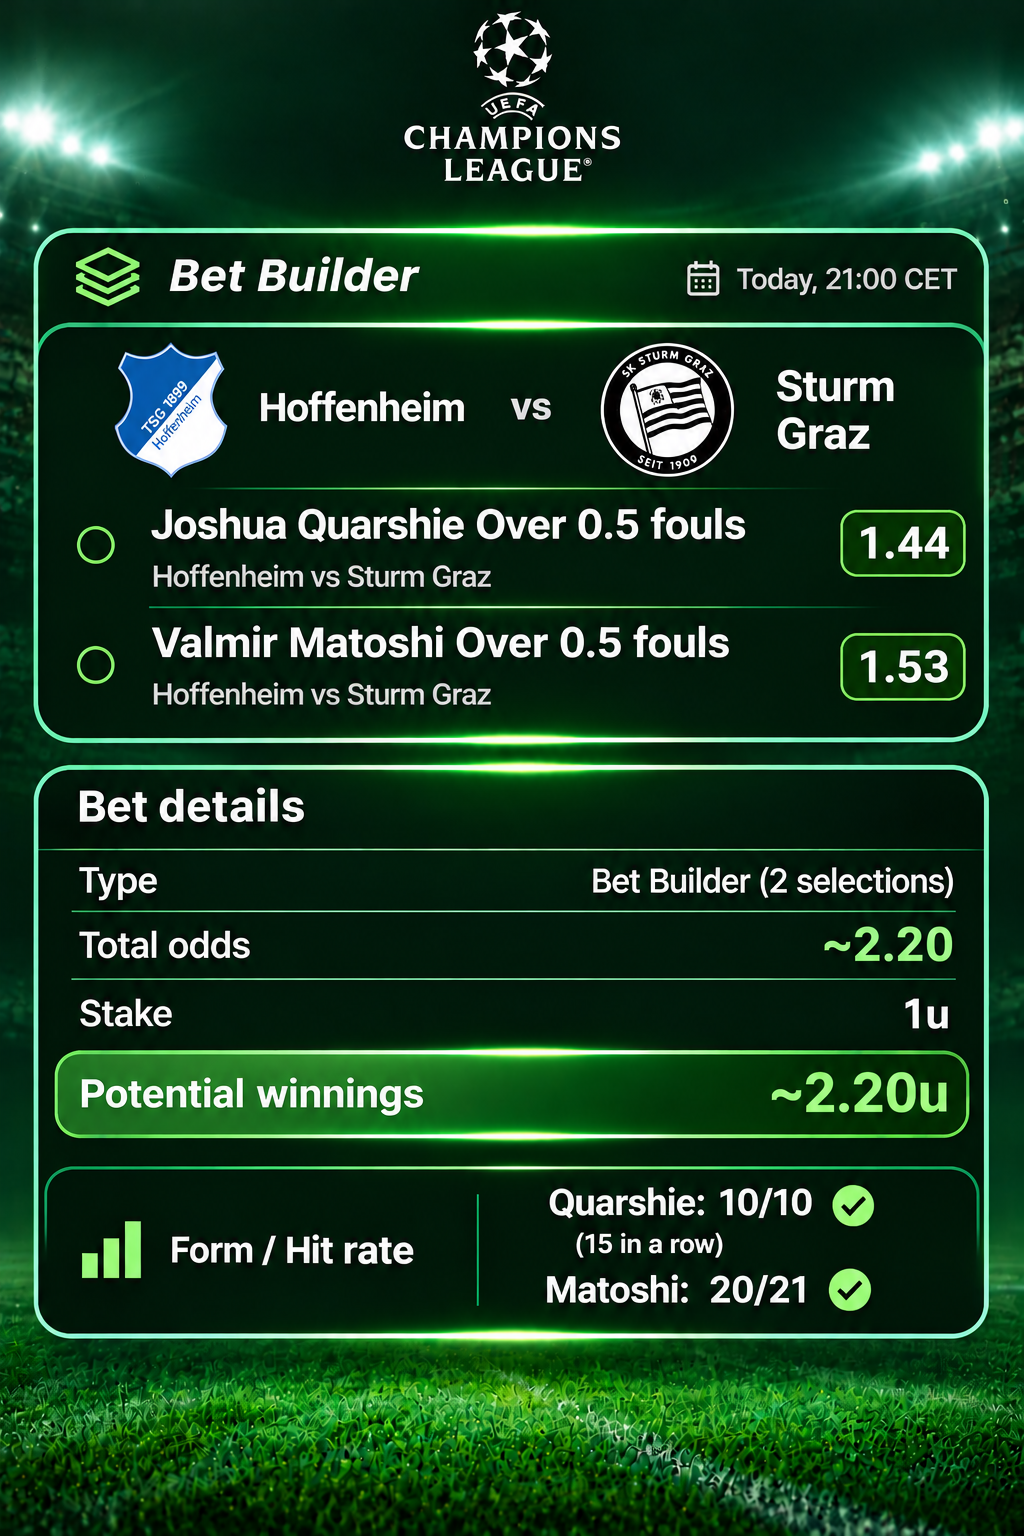 UEFA
CHAMPIONS
LEAGUE®
Bet Builder
Today, 21:00 CET
TSG 1899
Hoffenheim
Hoffenheim
vs
SK STURM GRAZ
SEIT 1909
Sturm
Graz
Joshua Quarshie Over 0.5 fouls
1.44
Hoffenheim vs Sturm Graz
Valmir Matoshi Over 0.5 fouls
1.53
Hoffenheim vs Sturm Graz
Bet details
Type
Bet Builder (2 selections)
Total odds
~2.20
Stake
1u
Potential winnings
~2.20u
Form / Hit rate
Quarshie: 10/10
(15 in a row)
Matoshi: 20/21